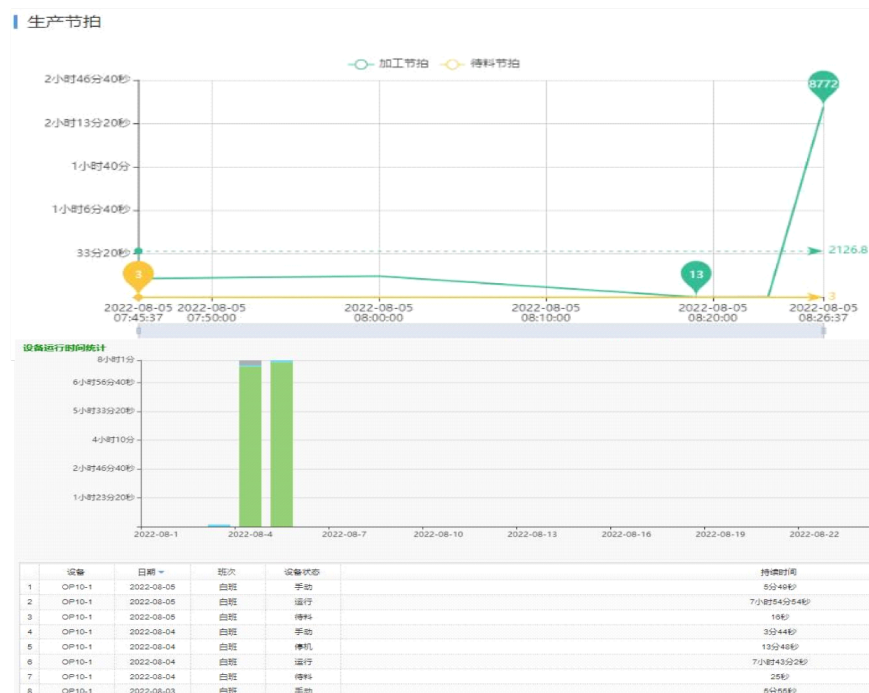 生产节拍
加工节拍 待料节拍
2小时46分40秒
8772
2小时13分20秒
1小时40分
1小时6分40秒
33分20秒
2126.8
3
13
3
2022-08-05 2022-08-05 2022-08-05 2022-08-05 2022-08-05 2022-08-05
07:45:37 07:50:00 08:00:00 08:10:00 08:20:00 08:26:37
设备运行时间统计
8小时1分
6小时56分40秒
5小时33分20秒
4小时10分
2小时46分40秒
1小时23分20秒
2022-08-1 2022-08-4 2022-08-7 2022-08-10 2022-08-13 2022-08-16 2022-08-19 2022-08-22
设备 日期 班次 设备状态 持续时间
1 OP10-1 2022-08-05 白班 手动 5分49秒
2 OP10-1 2022-08-05 白班 运行 7小时54分54秒
3 OP10-1 2022-08-05 白班 待料 16秒
4 OP10-1 2022-08-04 白班 手动 3分44秒
5 OP10-1 2022-08-04 白班 停机 13分48秒
6 OP10-1 2022-08-04 白班 运行 7小时43分2秒
7 OP10-1 2022-08-04 白班 待料 25秒
8 OP10-1 2022-08-03 白班 手动 6分56秒